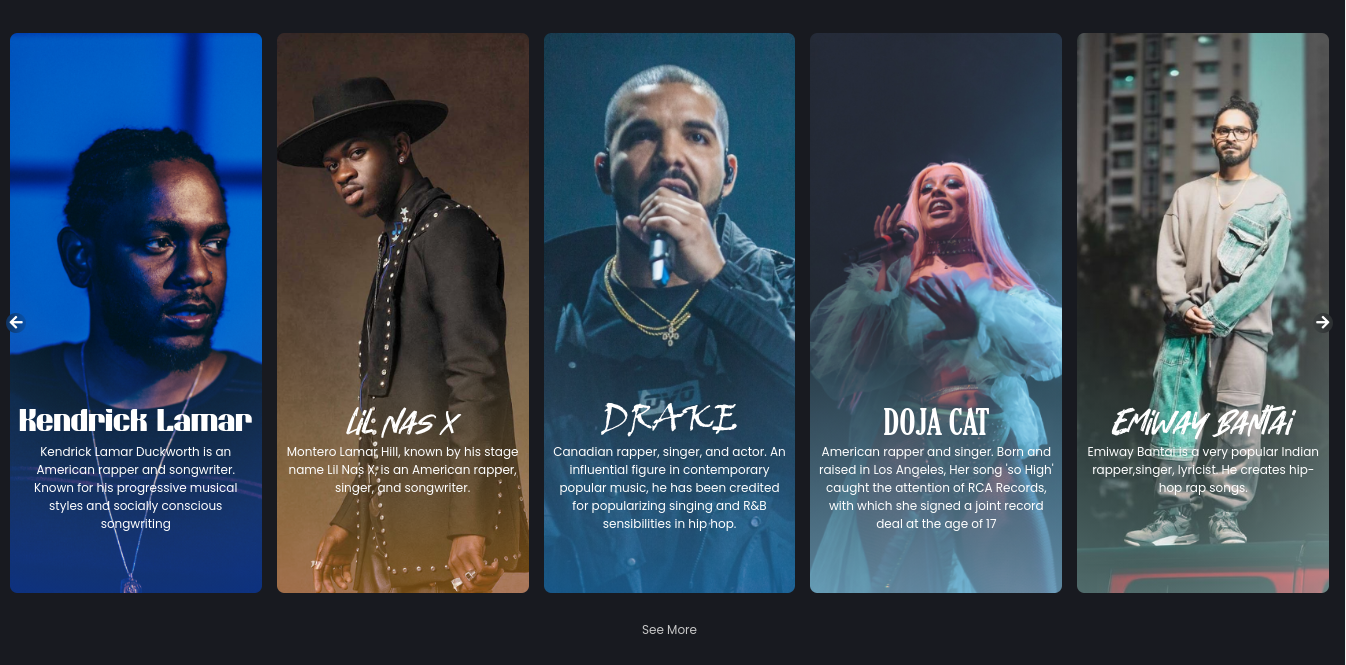 Kendrick Lamar
Kendrick Lamar Duckworth is an
American rapper and songwriter.
Known for his progressive musical
styles and socially conscious
songwriting
LiL NAS X
Montero Lamar Hill, known by his stage
name Lil Nas X, is an American rapper,
singer, and songwriter.
DRAKE
Canadian rapper, singer, and actor. An
influential figure in contemporary
popular music, he has been credited
for popularizing singing and R&B
sensibilities in hip hop.
DOJA CAT
American rapper and singer. Born and
raised in Los Angeles, Her song 'so High'
caught the attention of RCA Records,
with which she signed a joint record
deal at the age of 17
EMiWAY BANTAi
Emiway Bantai is a very popular Indian
rapper,singer, lyricist. He creates hip-
hop rap songs.
See More